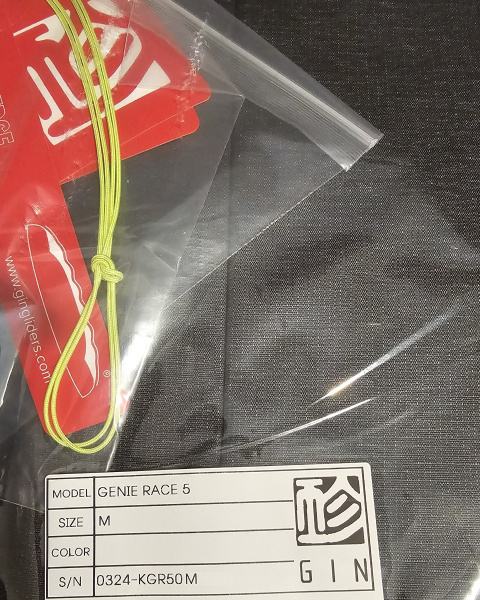 www.gingliders.com
®
MODEL GENIE RACE 5
SIZE M
COLOR
S/N 0324-KGR50M
GIN